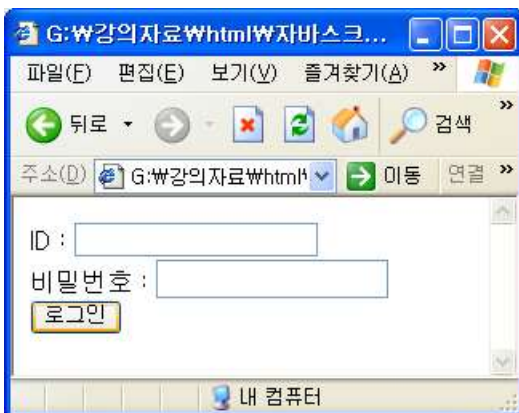 G:₩강의자료₩html₩자바스크...
파일(F) 편집(E) 보기(V) 즐겨찾기(A) »
뒤로 검색 »
주소(D) G:₩강의자료₩html₩ 이동 연결 »
ID :
비밀번호 :
로그인
내 컴퓨터